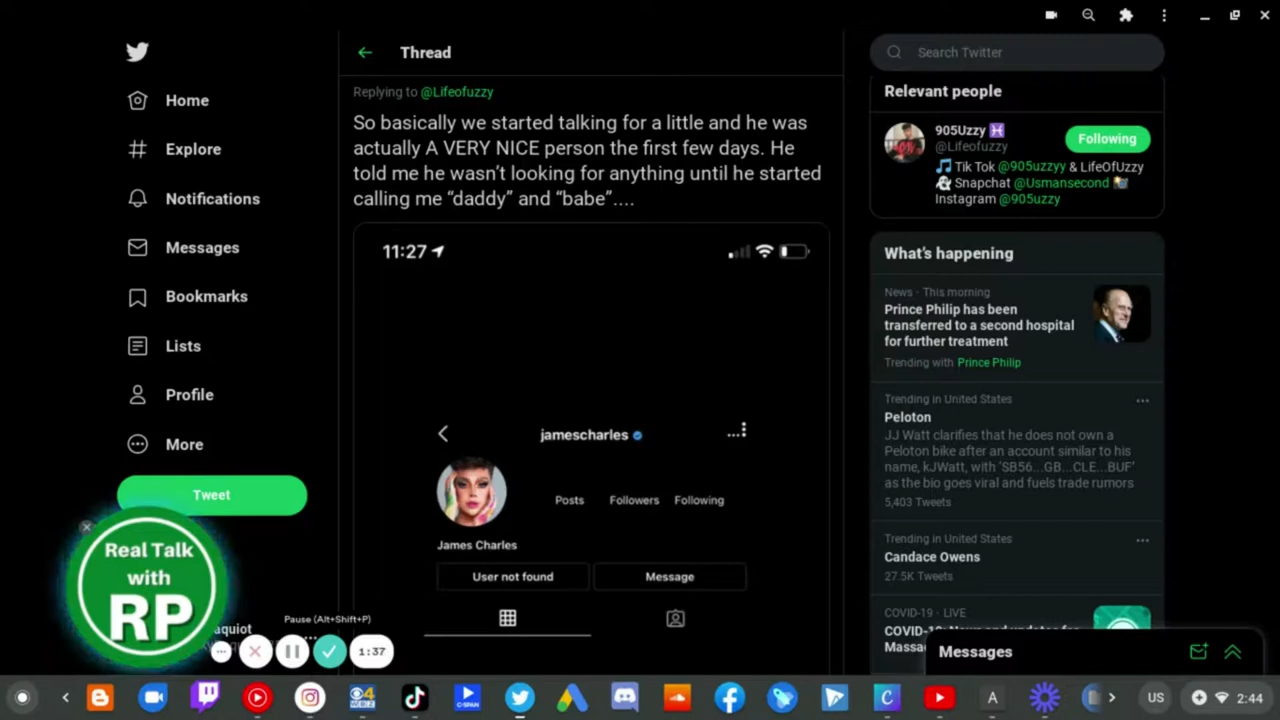 Home
Explore
Notifications
Messages
Bookmarks
Lists
Profile
More
Tweet
Real Talk
with
RP
aquiot
Pause (Alt+Shift+P)
1:37
Thread
Replying to @Lifeofuzzy
So basically we started talking for a little and he was
actually A VERY NICE person the first few days. He
told me he wasn't looking for anything until he started
calling me “daddy” and “babe”....
11:27
jamescharles
Posts Followers Following
James Charles
User not found
Message
Search Twitter
Relevant people
905Uzzy
@Lifeofuzzy
Following
Tik Tok @905uzzyy & LifeOfUzzy
Snapchat @Usmansecond
Instagram @905uzzy
What's happening
News · This morning
Prince Philip has been
transferred to a second hospital
for further treatment
Trending with Prince Philip
Trending in United States
Peloton
JJ Watt clarifies that he does not own a
Peloton bike after an account similar to his
name, kJWatt, with 'SB56...GB...CLE...BUF'
as the bio goes viral and fuels trade rumors
5,403 Tweets
Trending in United States
Candace Owens
27.5K Tweets
COVID-19 · LIVE
Messages
4
WBZ
C-SPAN
A
US
2:44